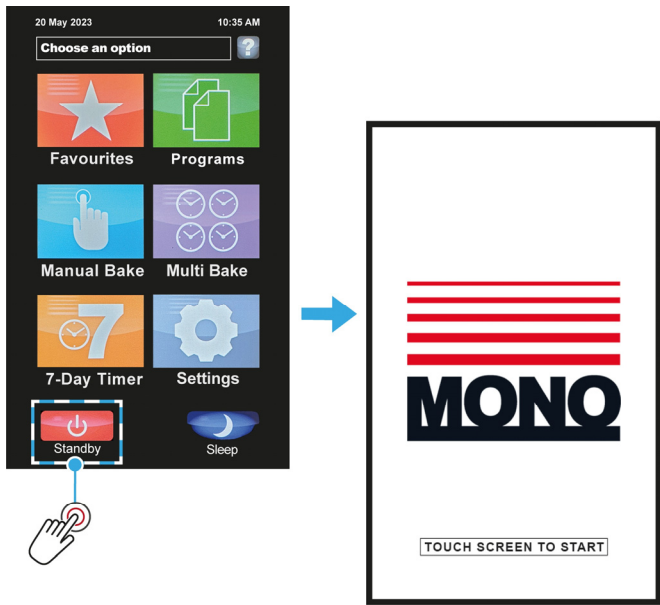 20 May 2023 10:35 AM
Choose an option ?
Favourites Programs
Manual Bake Multi Bake
7
7-Day Timer Settings
Standby Sleep
MONO
TOUCH SCREEN TO START